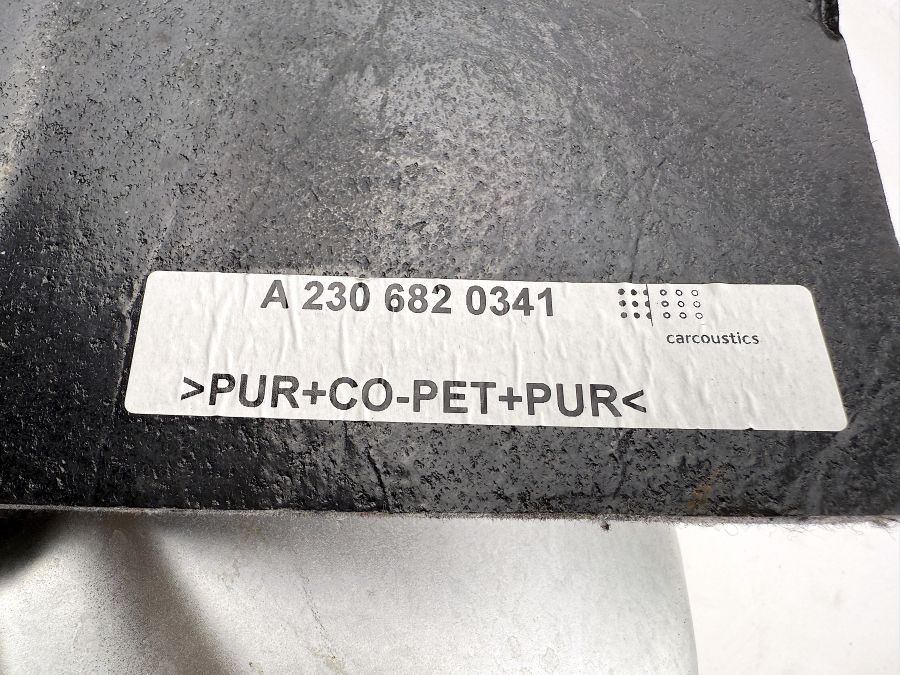 A 230 682 0341
carcoustics
>PUR+CO-PET+PUR<